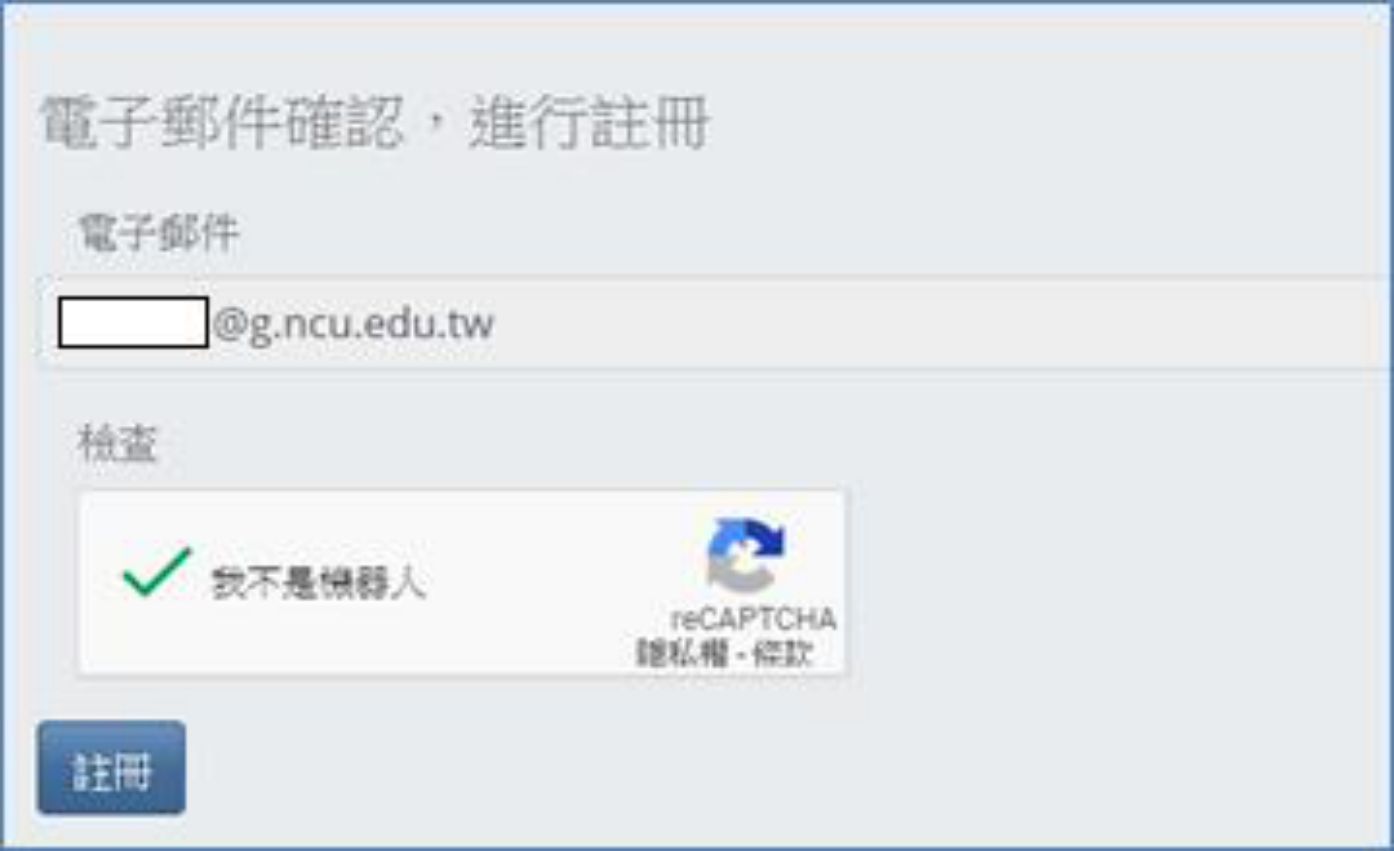 電子郵件確認，進行註冊
電子郵件
@g.ncu.edu.tw
檢查
我不是機器人
reCAPTCHA
隱私權 - 條款
註冊